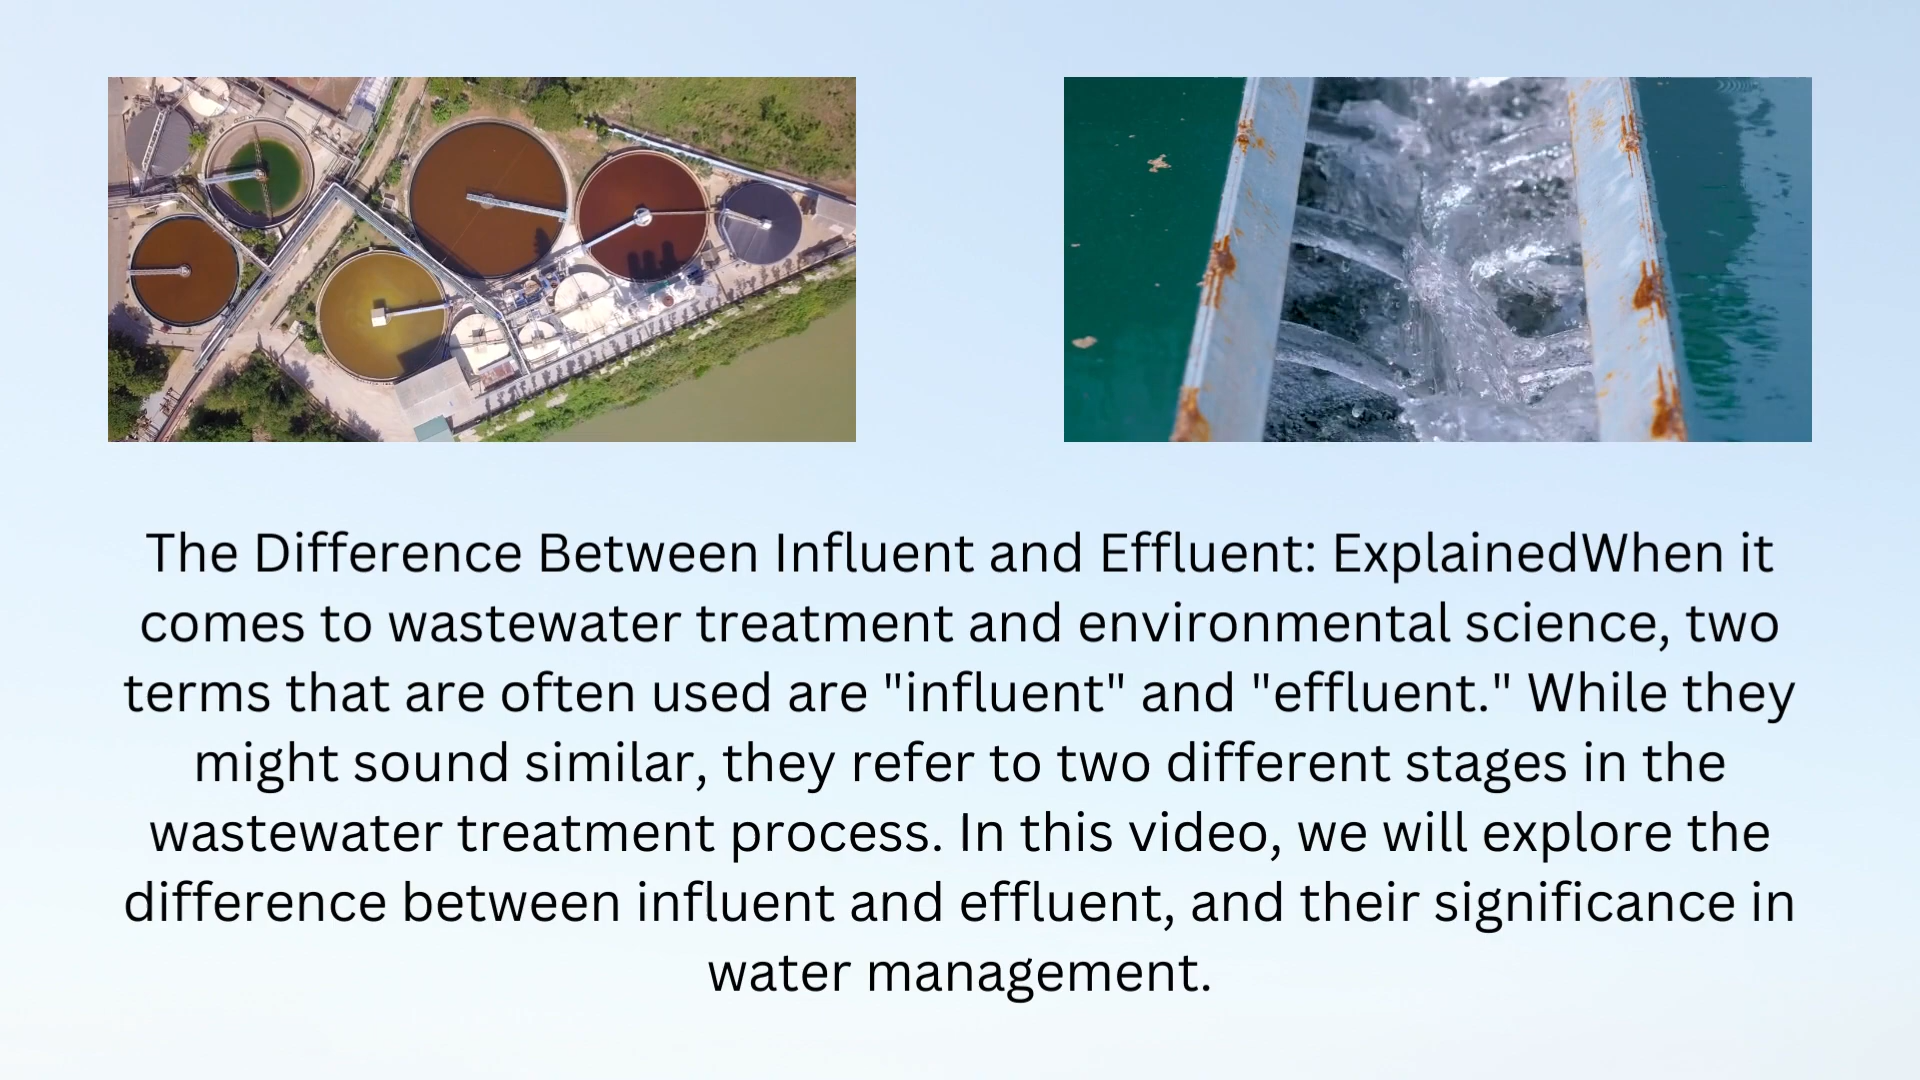 The Difference Between Influent and Effluent: ExplainedWhen it
comes to wastewater treatment and environmental science, two
terms that are often used are "influent" and "effluent." While they
might sound similar, they refer to two different stages in the
wastewater treatment process. In this video, we will explore the
difference between influent and effluent, and their significance in
water management.